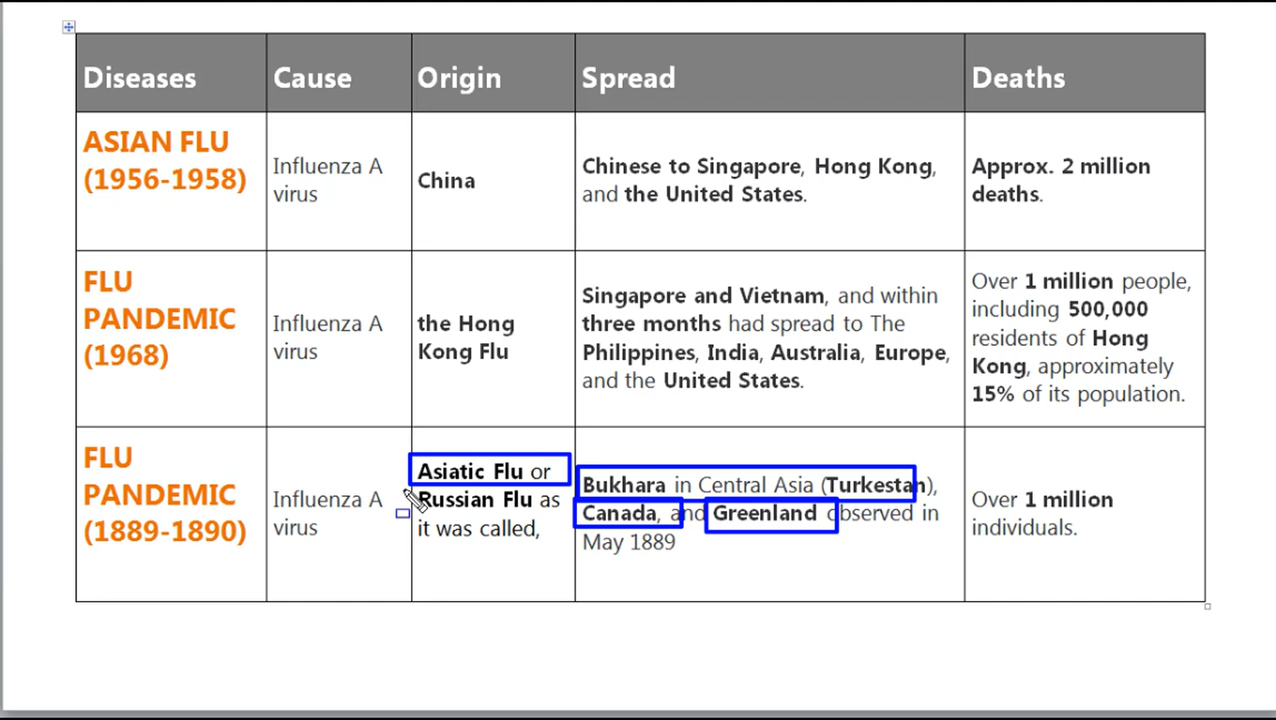 Diseases
Cause
Origin
Spread
Deaths
ASIAN FLU
(1956-1958)
Influenza A
virus
China
Chinese to Singapore, Hong Kong,
and the United States.
Approx. 2 million
deaths.
FLU
PANDEMIC
(1968)
Influenza A
virus
the Hong
Kong Flu
Singapore and Vietnam, and within
three months had spread to The
Philippines, India, Australia, Europe,
and the United States.
Over 1 million people,
including 500,000
residents of Hong
Kong, approximately
15% of its population.
FLU
PANDEMIC
(1889-1890)
Influenza A
virus
Asiatic Flu or
Russian Flu as
it was called,
Bukhara in Central Asia (Turkestan),
Canada, and Greenland observed in
May 1889
Over 1 million
individuals.